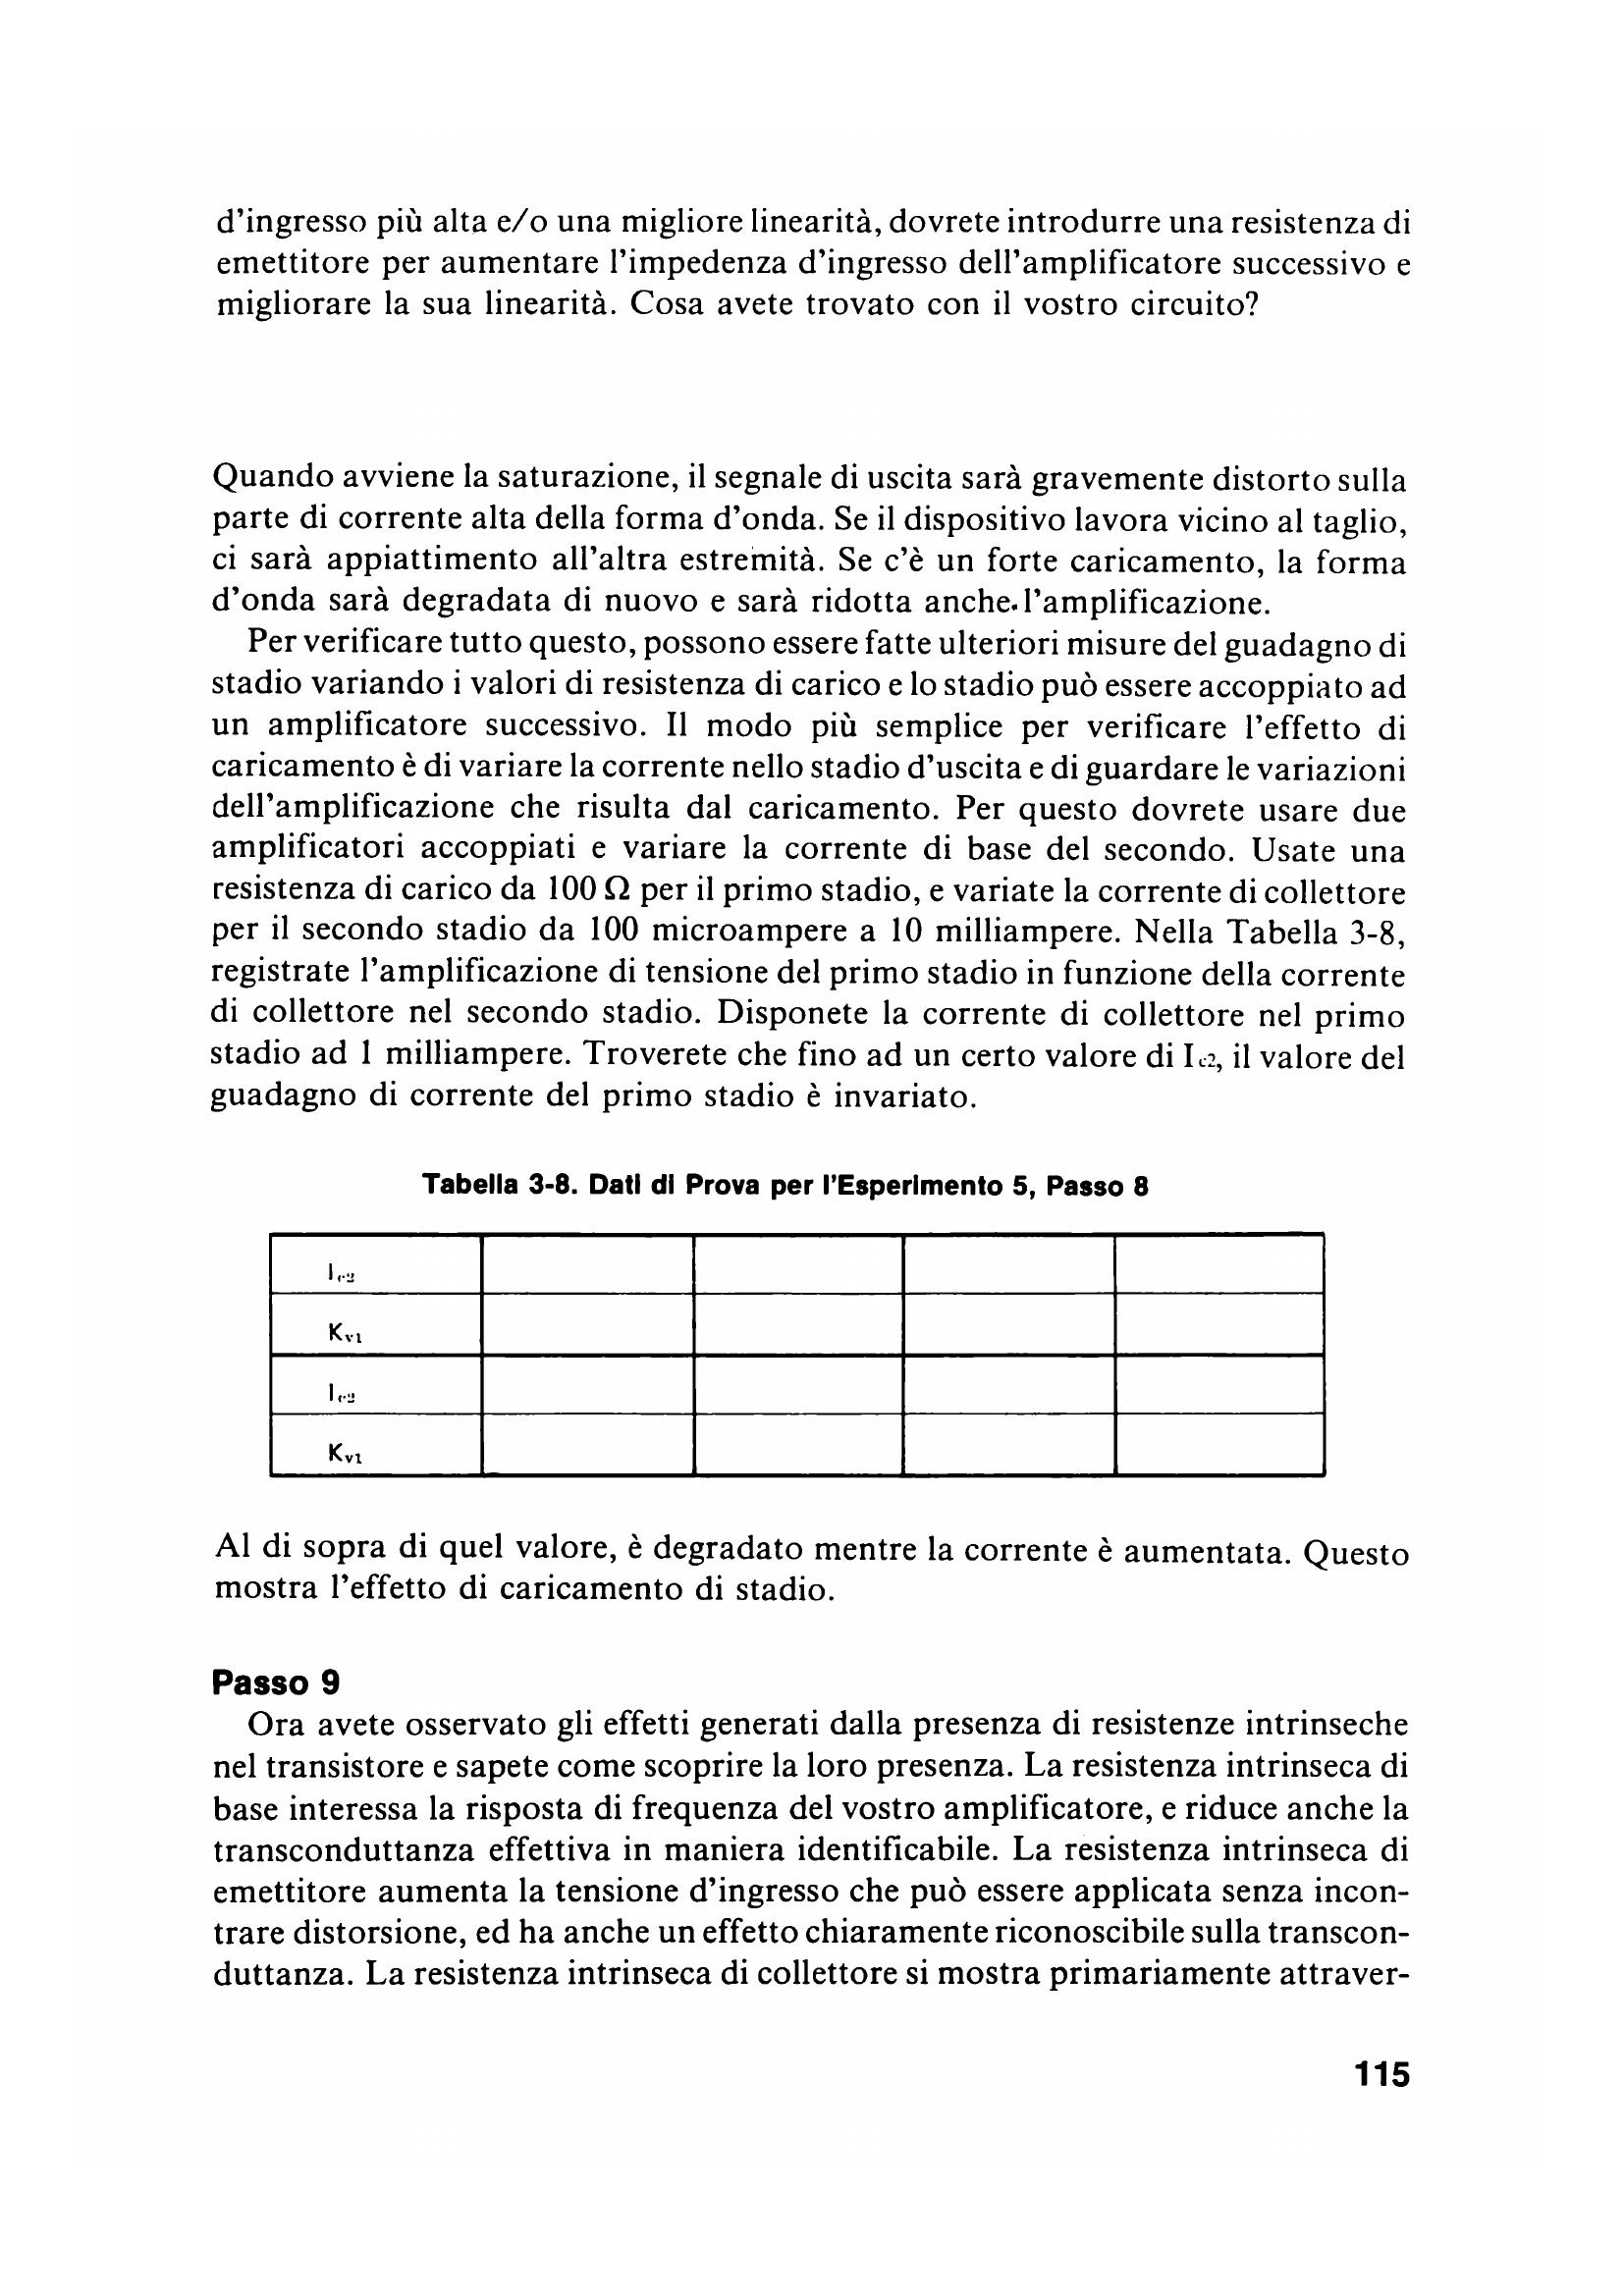 d'ingresso più alta e/o una migliore linearità, dovrete introdurre una resistenza di
emettitore per aumentare l'impedenza d'ingresso dell'amplificatore successivo e
migliorare la sua linearità. Cosa avete trovato con il vostro circuito?
Quando avviene la saturazione, il segnale di uscita sarà gravemente distorto sulla
parte di corrente alta della forma d'onda. Se il dispositivo lavora vicino al taglio,
ci sarà appiattimento all'altra estremità. Se c'è un forte caricamento, la forma
d'onda sarà degradata di nuovo e sarà ridotta anche l'amplificazione.
Per verificare tutto questo, possono essere fatte ulteriori misure del guadagno di
stadio variando i valori di resistenza di carico e lo stadio può essere accoppiato ad
un amplificatore successivo. Il modo più semplice per verificare l'effetto di
caricamento è di variare la corrente nello stadio d'uscita e di guardare le variazioni
dell'amplificazione che risulta dal caricamento. Per questo dovrete usare due
amplificatori accoppiati e variare la corrente di base del secondo. Usate una
resistenza di carico da 100 Ω per il primo stadio, e variate la corrente di collettore
per il secondo stadio da 100 microampere a 10 milliampere. Nella Tabella 3-8,
registrate l'amplificazione di tensione del primo stadio in funzione della corrente
di collettore nel secondo stadio. Disponete la corrente di collettore nel primo
stadio ad 1 milliampere. Troverete che fino ad un certo valore di Ic2, il valore del
guadagno di corrente del primo stadio è invariato.
Tabella 3-8. Dati di Prova per l'Esperimento 5, Passo 8
Ic2
Kv1
Ic2
Kv1
Al di sopra di quel valore, è degradato mentre la corrente è aumentata. Questo
mostra l'effetto di caricamento di stadio.
Passo 9
Ora avete osservato gli effetti generati dalla presenza di resistenze intrinseche
nel transistore e sapete come scoprire la loro presenza. La resistenza intrinseca di
base interessa la risposta di frequenza del vostro amplificatore, e riduce anche la
transconduttanza effettiva in maniera identificabile. La resistenza intrinseca di
emettitore aumenta la tensione d'ingresso che può essere applicata senza incon-
trare distorsione, ed ha anche un effetto chiaramente riconoscibile sulla transcon-
duttanza. La resistenza intrinseca di collettore si mostra primariamente attraver-
115